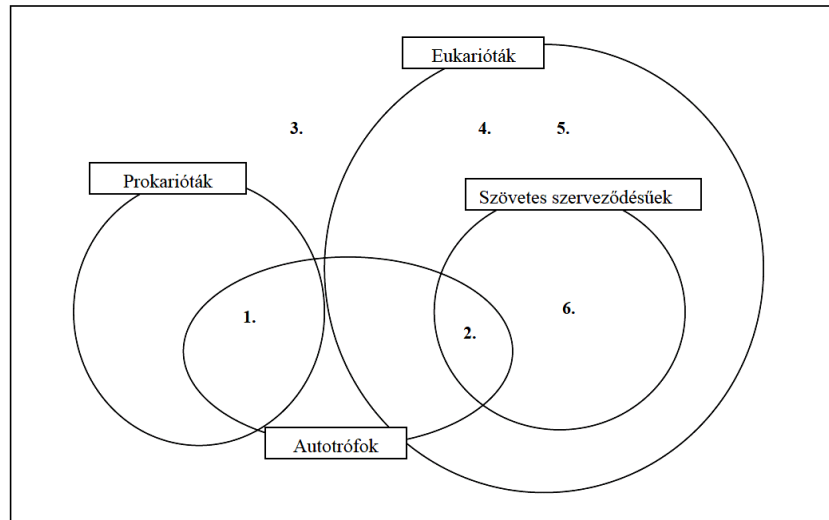 Eukarióták
3.
4.
5.
Prokarióták
Szövetes szerveződésűek
1.
2.
6.
Autotrófok